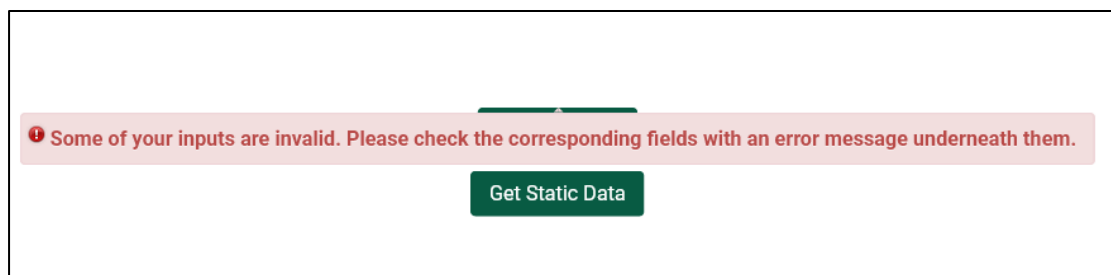 Some of your inputs are invalid. Please check the corresponding fields with an error message underneath them.
Get Static Data